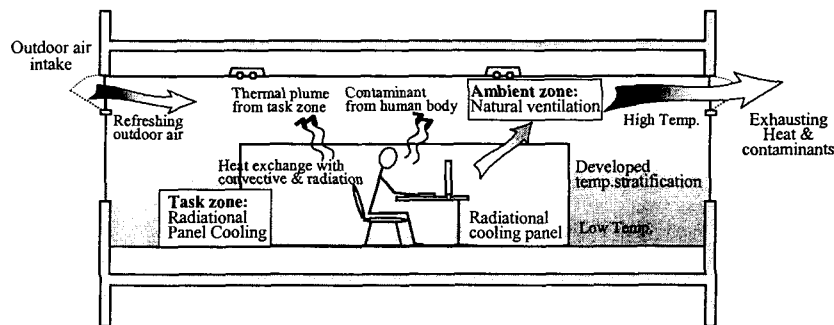 Outdoor air
intake
Refreshing
outdoor air
Thermal plume
from task zone
Contaminant
from human body
Ambient zone:
Natural ventilation
High Temp.
Exhausting
Heat &
contaminants
Heat exchange with
convective & radiation
Developed
temp.stratification
Task zone:
Radiational
Panel Cooling
Radiational
cooling panel
Low Temp.